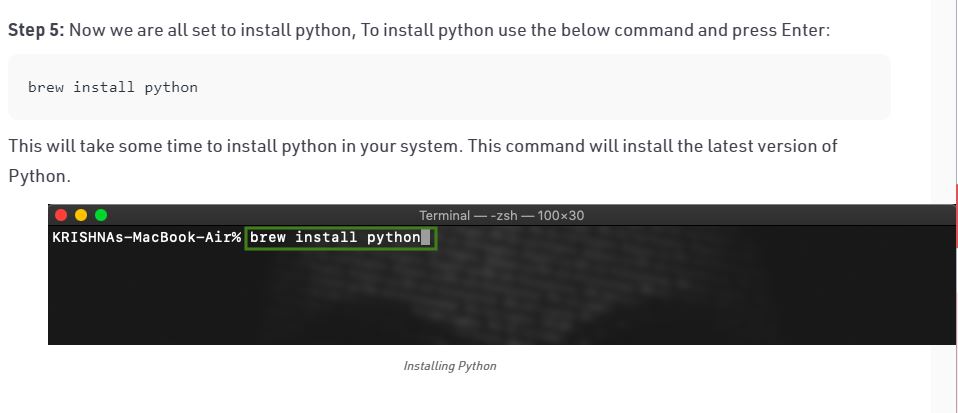 Step 5: Now we are all set to install python, To install python use the below command and press Enter:
brew install python
This will take some time to install python in your system. This command will install the latest version of
Python.
Terminal — -zsh — 100×30
KRISHNAs-MacBook-Air% brew install python
Installing Python